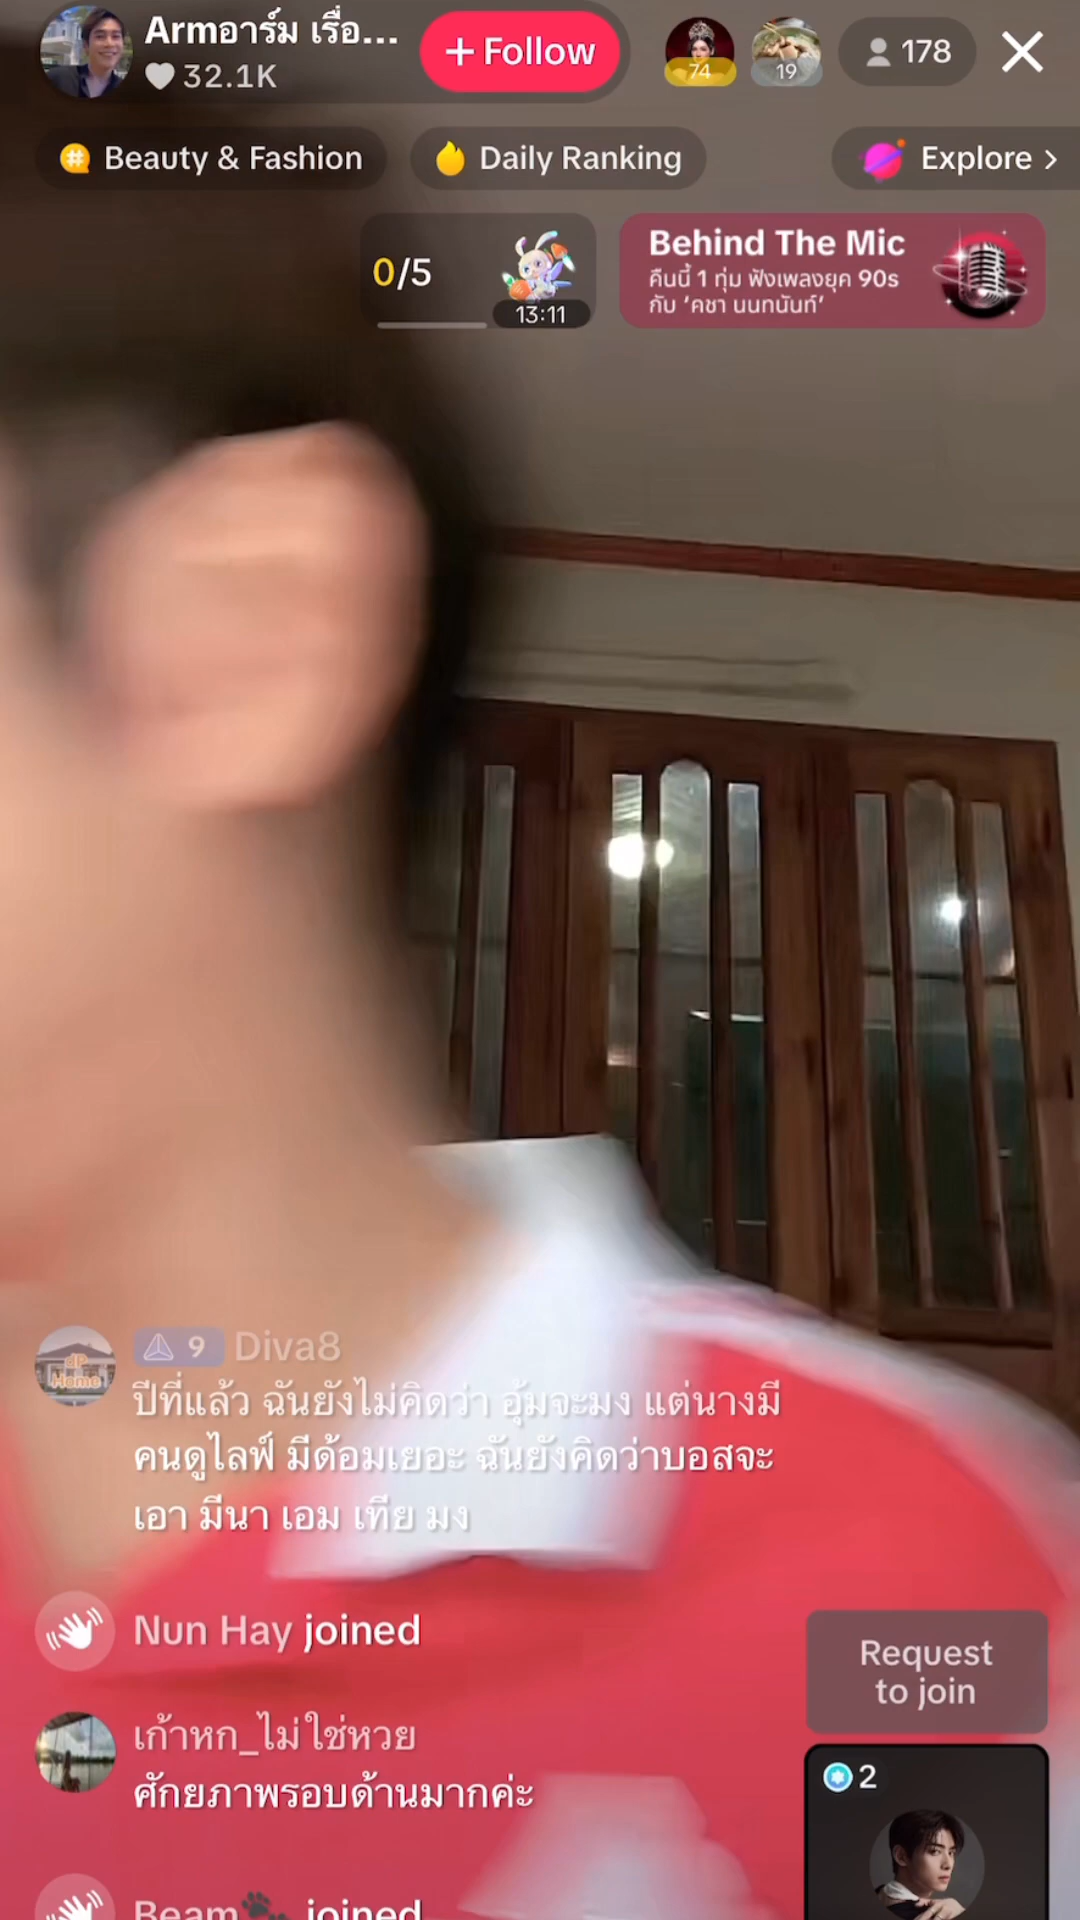 Armอาร์ม เรื่อ...
32.1K
+ Follow
74
19
178
Beauty & Fashion
Daily Ranking
Explore >
0/5
13:11
Behind The Mic
คืนนี้ 1 ทุ่ม ฟังเพลงยุค 90s
กับ ‘คชา นนทนันท์’
dP
Home
9 Diva8
ปีที่แล้ว ฉันยังไม่คิดว่า อุ้มจะมง แต่นางมี
คนดูไลฟ์ มีด้อมเยอะ ฉันยังคิดว่าบอสจะ
เอา มีนา เอม เทีย มง
Nun Hay joined
เก้าหก_ไม่ใช่หวย
ศักยภาพรอบด้านมากค่ะ
Beam🐾 joined
Request
to join
2